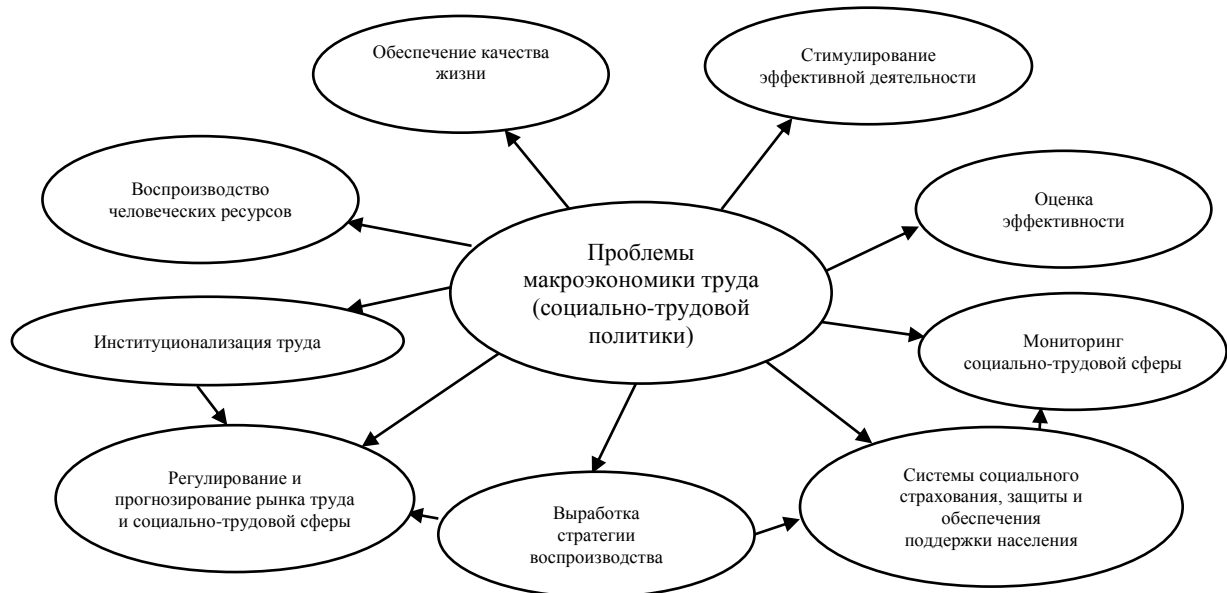 Обеспечение качества
жизни
Стимулирование
эффективной деятельности
Воспроизводство
человеческих ресурсов
Оценка
эффективности
Проблемы
макроэкономики труда
(социально-трудовой
политики)
Институционализация труда
Мониторинг
социально-трудовой сферы
Регулирование и
прогнозирование рынка труда
и социально-трудовой сферы
Выработка
стратегии
воспроизводства
Системы социального
страхования, защиты и
обеспечения
поддержки населения